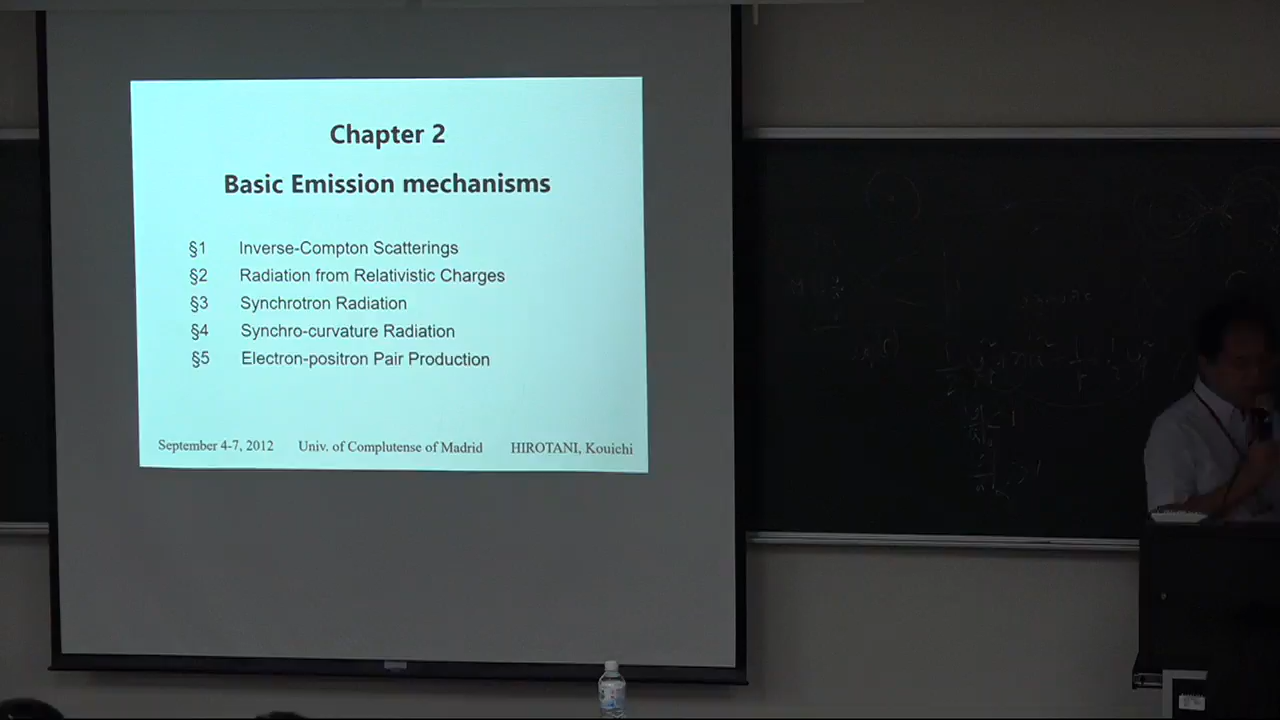 Chapter 2
Basic Emission mechanisms
§1 Inverse-Compton Scatterings
§2 Radiation from Relativistic Charges
§3 Synchrotron Radiation
§4 Synchro-curvature Radiation
§5 Electron-positron Pair Production
September 4-7, 2012 Univ. of Complutense of Madrid HIROTANI, Kouichi